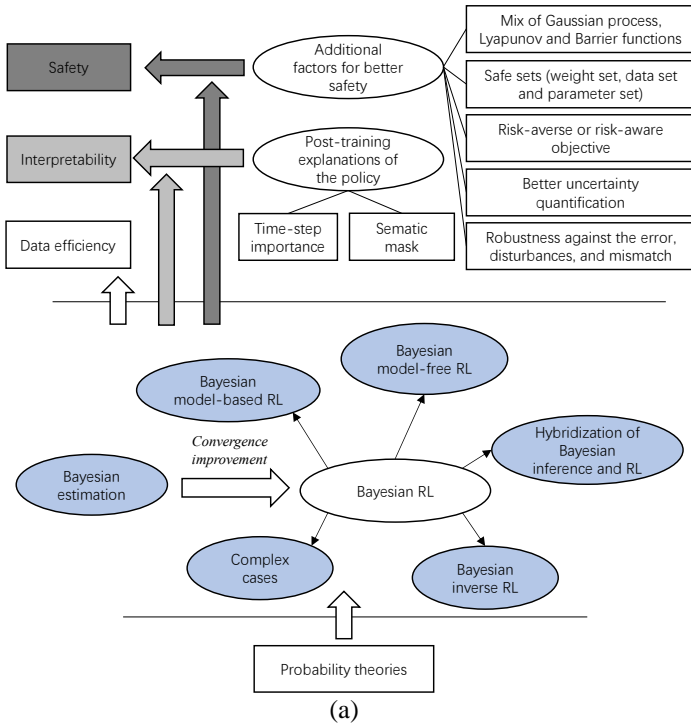 Safety
Additional
factors for better
safety
Mix of Gaussian process,
Lyapunov and Barrier functions
Safe sets (weight set, data set
and parameter set)
Risk-averse or risk-aware
objective
Interpretability
Post-training
explanations of
the policy
Better uncertainty
quantification
Data efficiency
Time-step
importance
Sematic
mask
Robustness against the error,
disturbances, and mismatch
Bayesian
model-based RL
Bayesian
model-free RL
Convergence
improvement
Hybridization of
Bayesian
inference and RL
Bayesian
estimation
Bayesian RL
Complex
cases
Bayesian
inverse RL
Probability theories
(a)